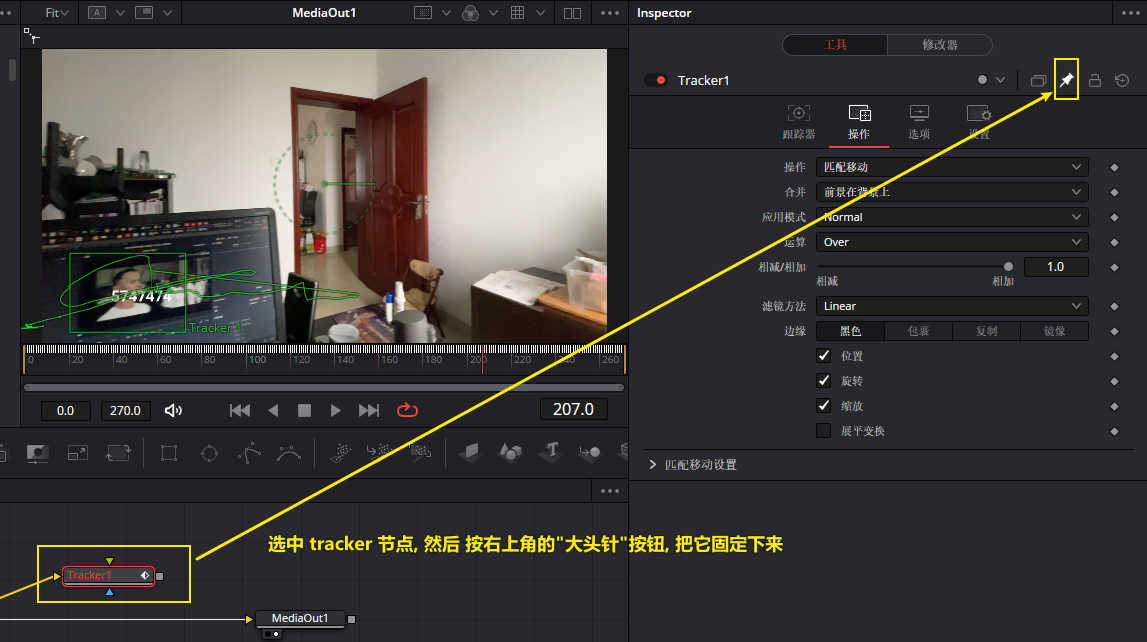 Fit
A
MediaOut1
Inspector
工具
修改器
Tracker1
跟踪器
操作
选项
设置
操作
匹配移动
合并
前景在背景上
应用模式
Normal
运算
Over
相减/相加
1.0
相减
相加
滤镜方法
Linear
边缘
黑色
包裹
复制
镜像
位置
旋转
缩放
展平变换
匹配移动设置
5747474
Tracker 1
0 20 40 60 80 100 120 140 160 180 200 220 240 260
0.0
270.0
207.0
T
选中 tracker 节点, 然后 按右上角的"大头针"按钮, 把它固定下来
Tracker1
MediaOut1